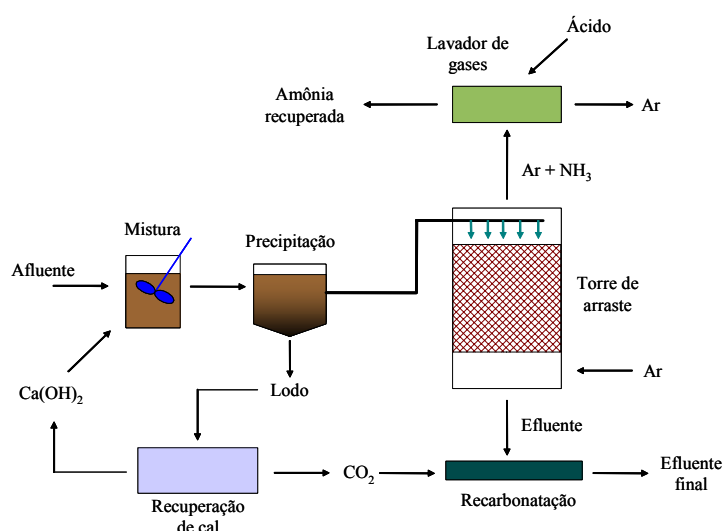 Ácido
Lavador de
gases
Amônia
recuperada
Ar
Ar + NH₃
Mistura
Precipitação
Afluente
Torre de
arraste
Ar
Ca(OH)₂
Lodo
Efluente
CO₂
Efluente
final
Recarbonatação
Recuperação
de cal